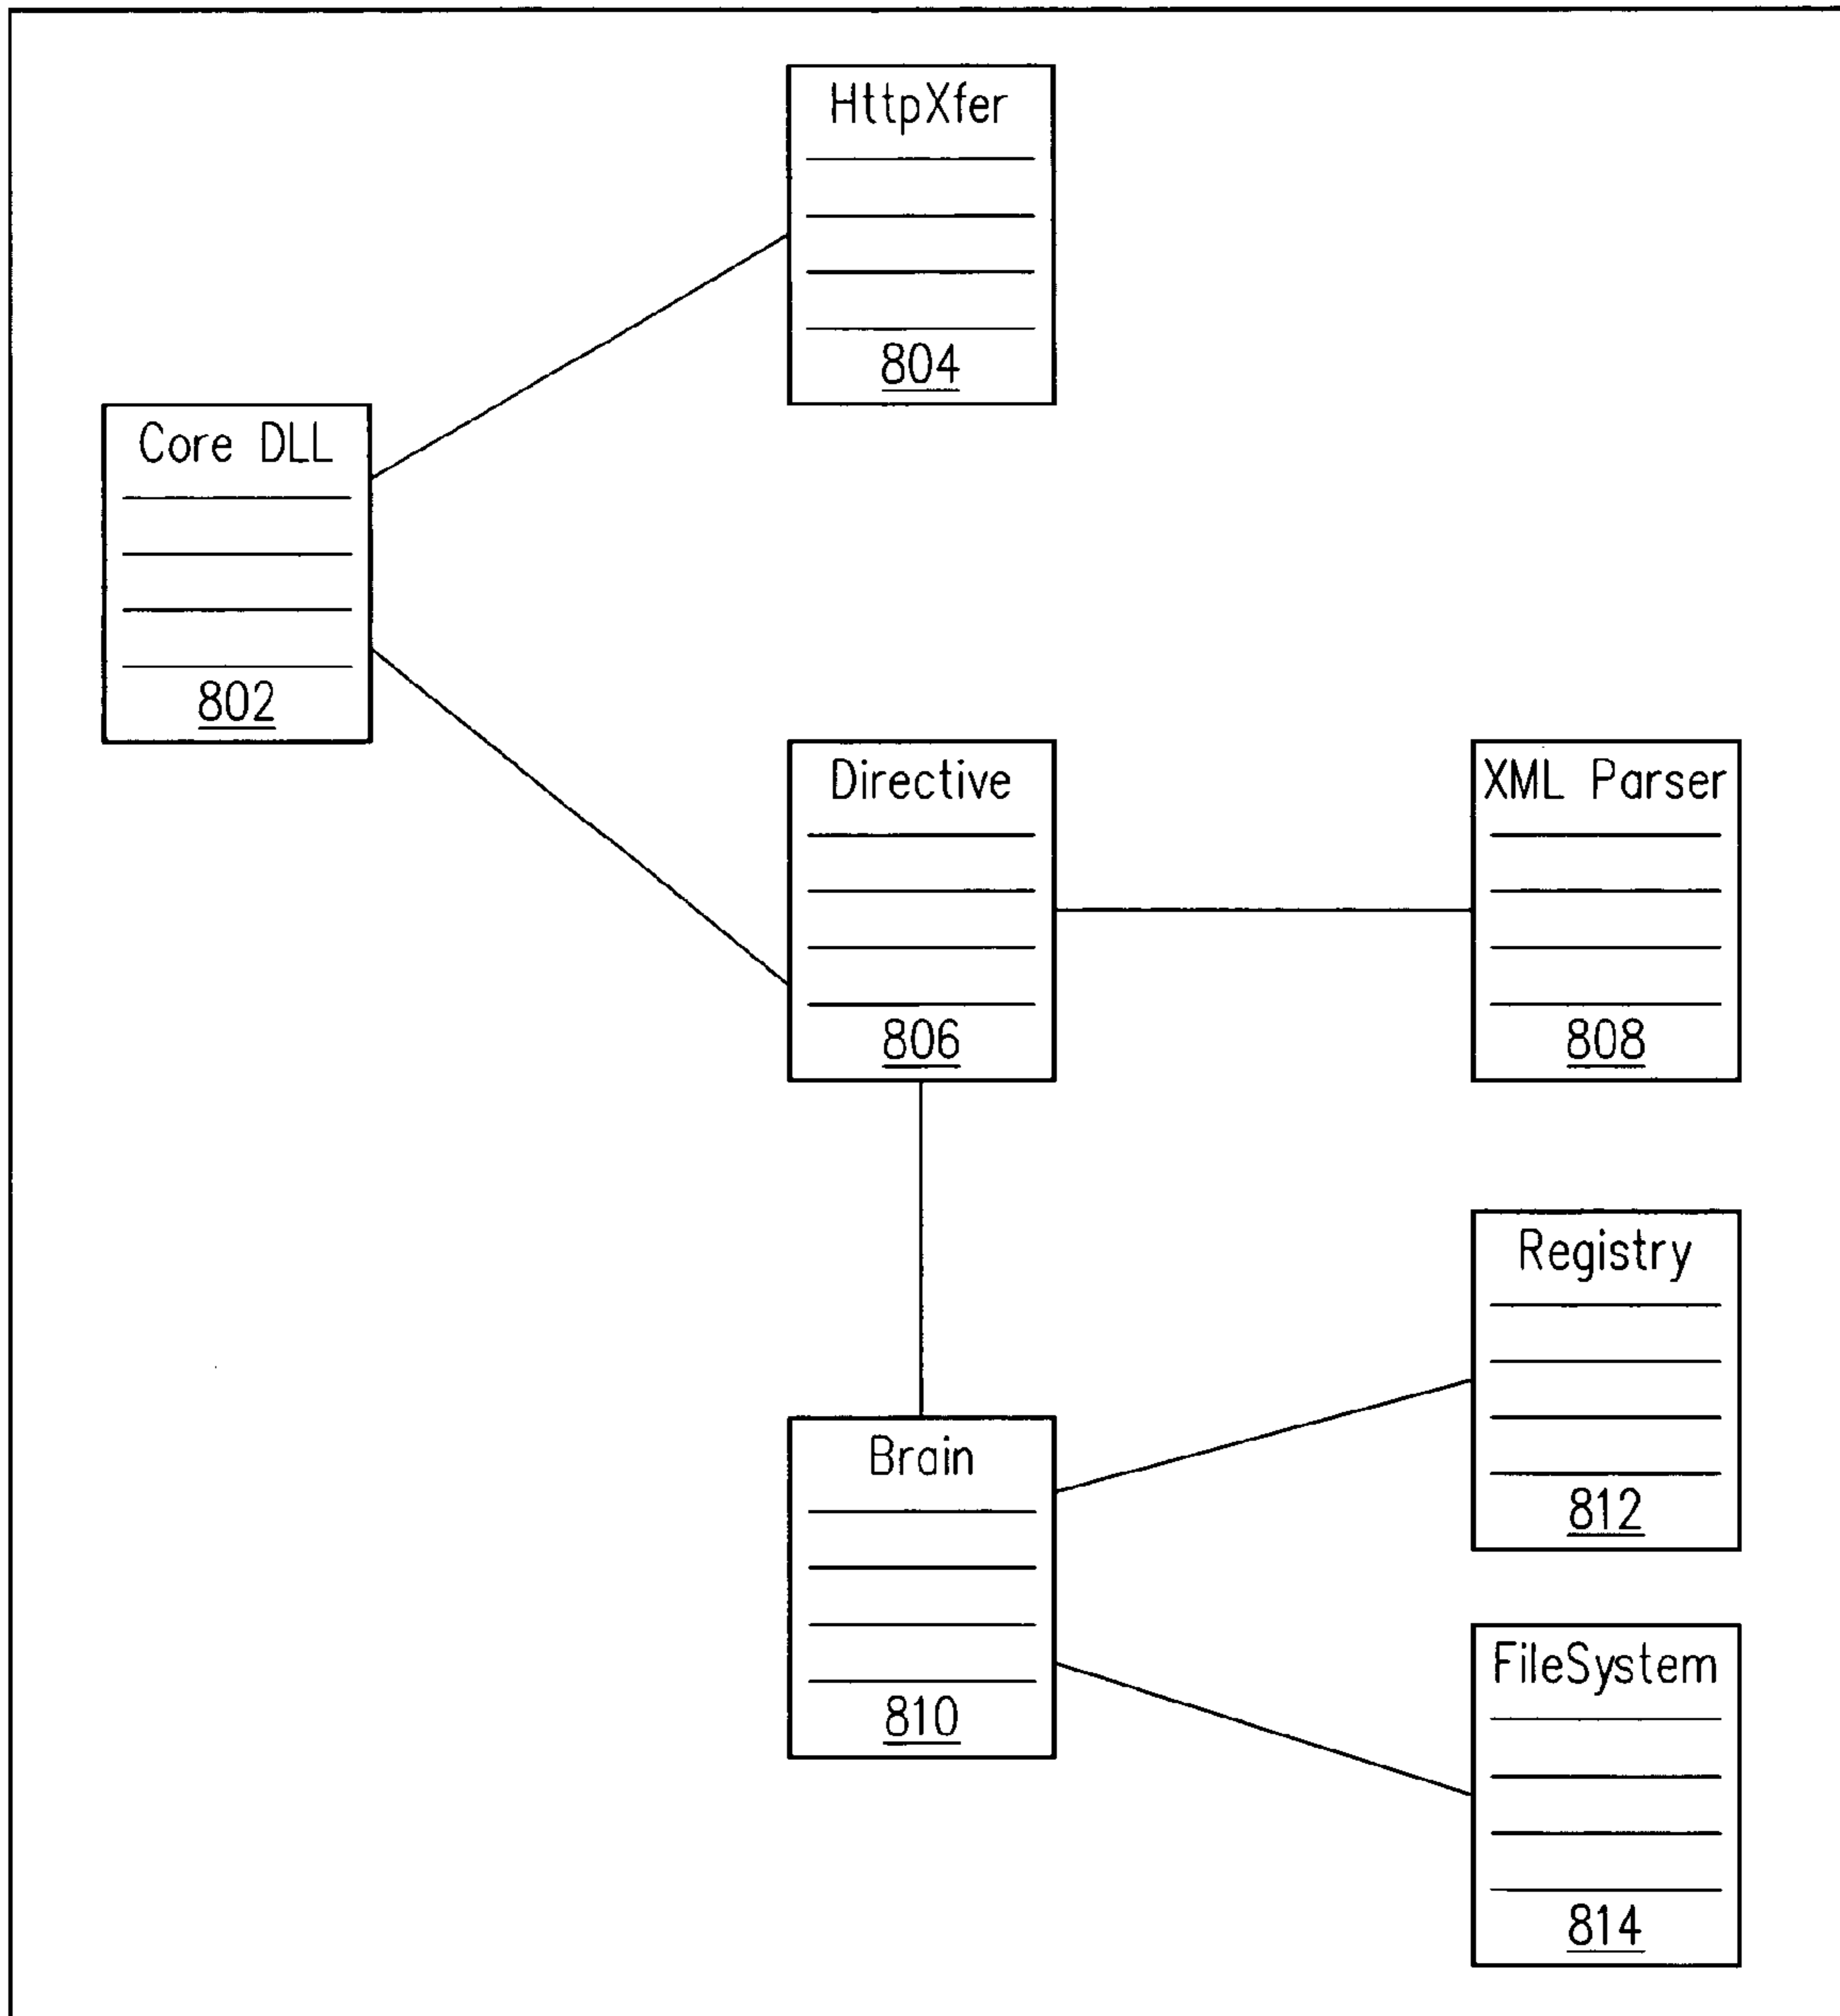 HttpXfer
804
Core DLL
802
Directive
806
XML Parser
808
Registry
812
Brain
810
FileSystem
814